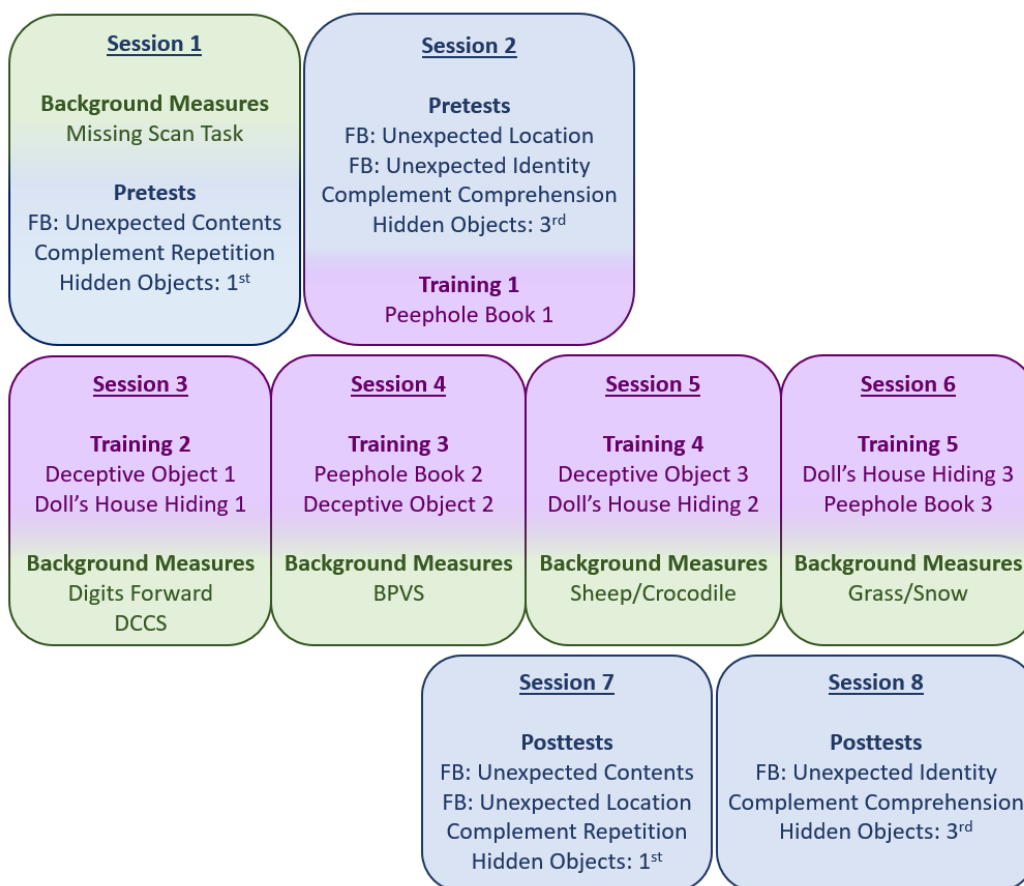 Session 1
Background Measures
Missing Scan Task
Pretests
FB: Unexpected Contents
Complement Repetition
Hidden Objects: 1st
Session 2
Pretests
FB: Unexpected Location
FB: Unexpected Identity
Complement Comprehension
Hidden Objects: 3rd
Training 1
Peephole Book 1
Session 3
Training 2
Deceptive Object 1
Doll's House Hiding 1
Background Measures
Digits Forward
DCCS
Session 4
Training 3
Peephole Book 2
Deceptive Object 2
Background Measures
BPVS
Session 5
Training 4
Deceptive Object 3
Doll's House Hiding 2
Background Measures
Sheep/Crocodile
Session 6
Training 5
Doll's House Hiding 3
Peephole Book 3
Background Measures
Grass/Snow
Session 7
Posttests
FB: Unexpected Contents
FB: Unexpected Location
Complement Repetition
Hidden Objects: 1st
Session 8
Posttests
FB: Unexpected Identity
Complement Comprehension
Hidden Objects: 3rd